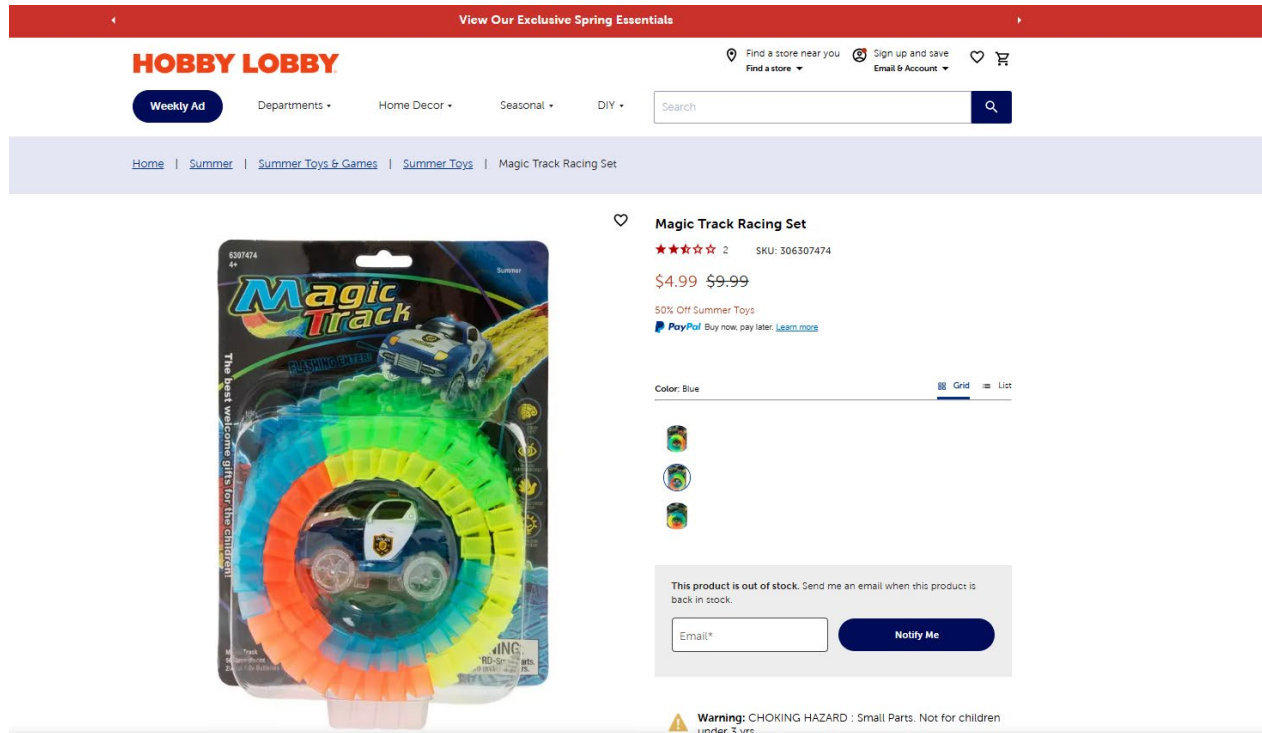 View Our Exclusive Spring Essentials
HOBBY LOBBY
Find a store near you
Find a store
Sign up and save
Email & Account
Weekly Ad
Departments
Home Decor
Seasonal
DIY
Search
Home | Summer | Summer Toys & Games | Summer Toys | Magic Track Racing Set
6307474
4+
Summer
Magic
Track
FLASHING ENTER!
The best welcome gifts for the children!
Magic Track Racing Set
2 SKU: 306307474
$4.99 $9.99
50% Off Summer Toys
PayPal Buy now, pay later. Learn more
Color: Blue
Grid
List
This product is out of stock. Send me an email when this product is
back in stock.
Email*
Notify Me
Warning: CHOKING HAZARD : Small Parts. Not for children
under 3 yrs